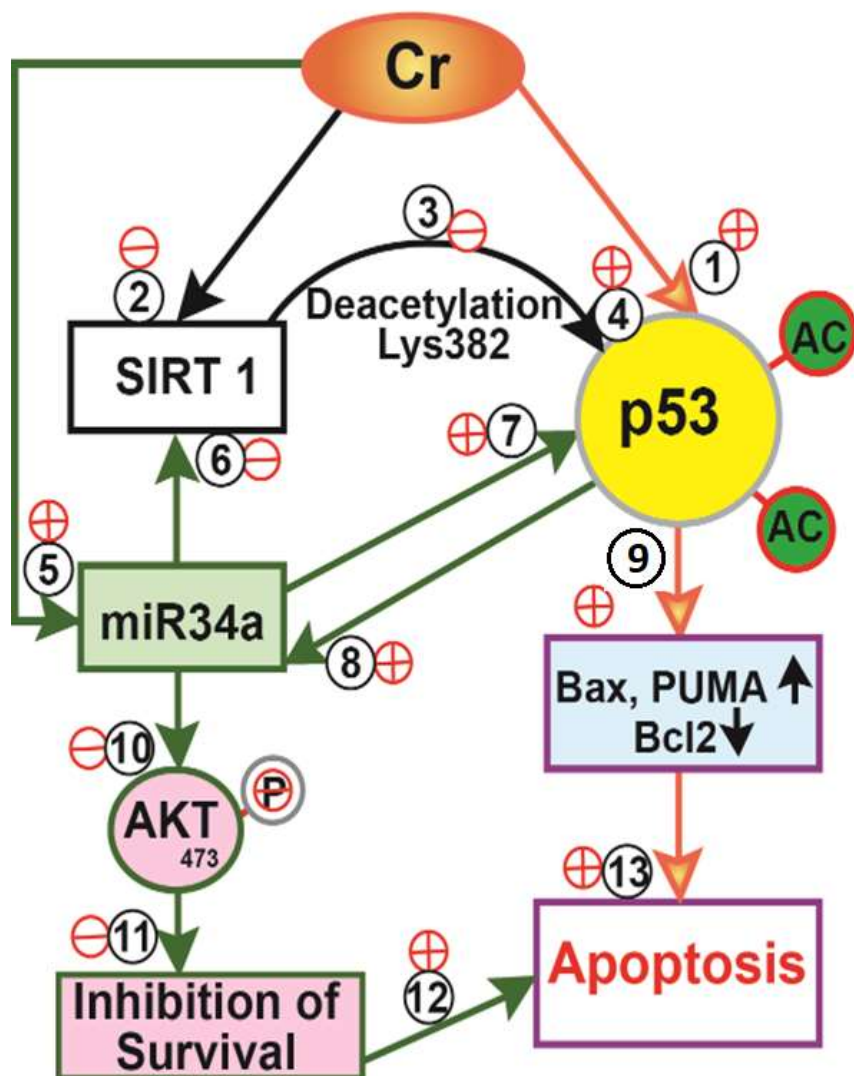 Cr
3
1
2
Deacetylation
Lys382
4
AC
SIRT 1
p53
7
6
AC
5
9
miR34a
8
Bax, PUMA
Bcl2
10
P
AKT
473
13
11
Apoptosis
12
Inhibition of
Survival